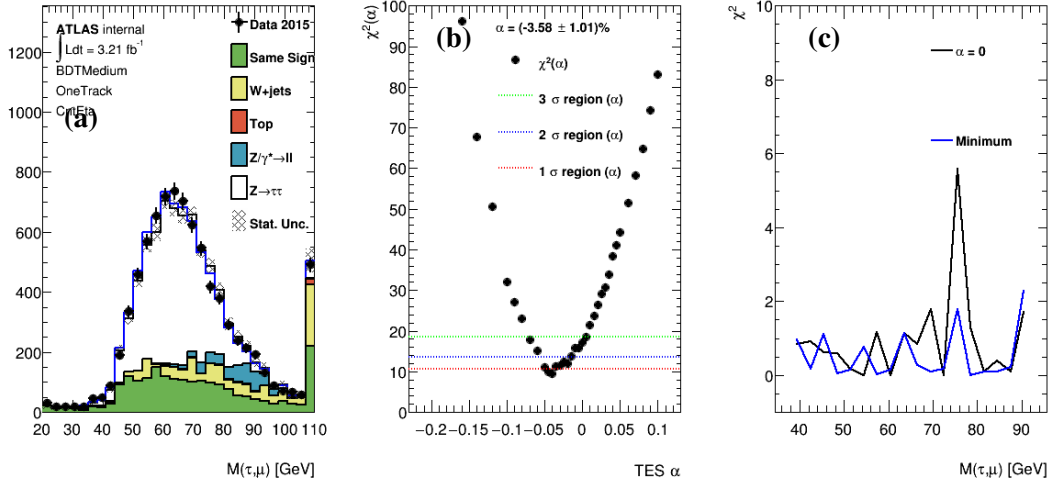 ATLAS internal
∫ Ldt = 3.21 fb⁻¹
BDTMedium
OneTrack
CntEta
(a)
Data 2015
Same Sign
W+jets
Top
Z/γ*→ll
Z→ττ
Stat. Unc.
1200
1000
800
600
400
200
0
20 30 40 50 60 70 80 90 100 110
M(τ,μ) [GeV]
χ²(α)
(b)
α = (-3.58 ± 1.01)%
χ²(α)
3 σ region (α)
2 σ region (α)
1 σ region (α)
100
90
80
70
60
50
40
30
20
10
0
−0.2 −0.15 −0.1 −0.05 0 0.05 0.1
TES α
χ²
(c)
α = 0
Minimum
10
8
6
4
2
0
40 50 60 70 80 90
M(τ,μ) [GeV]